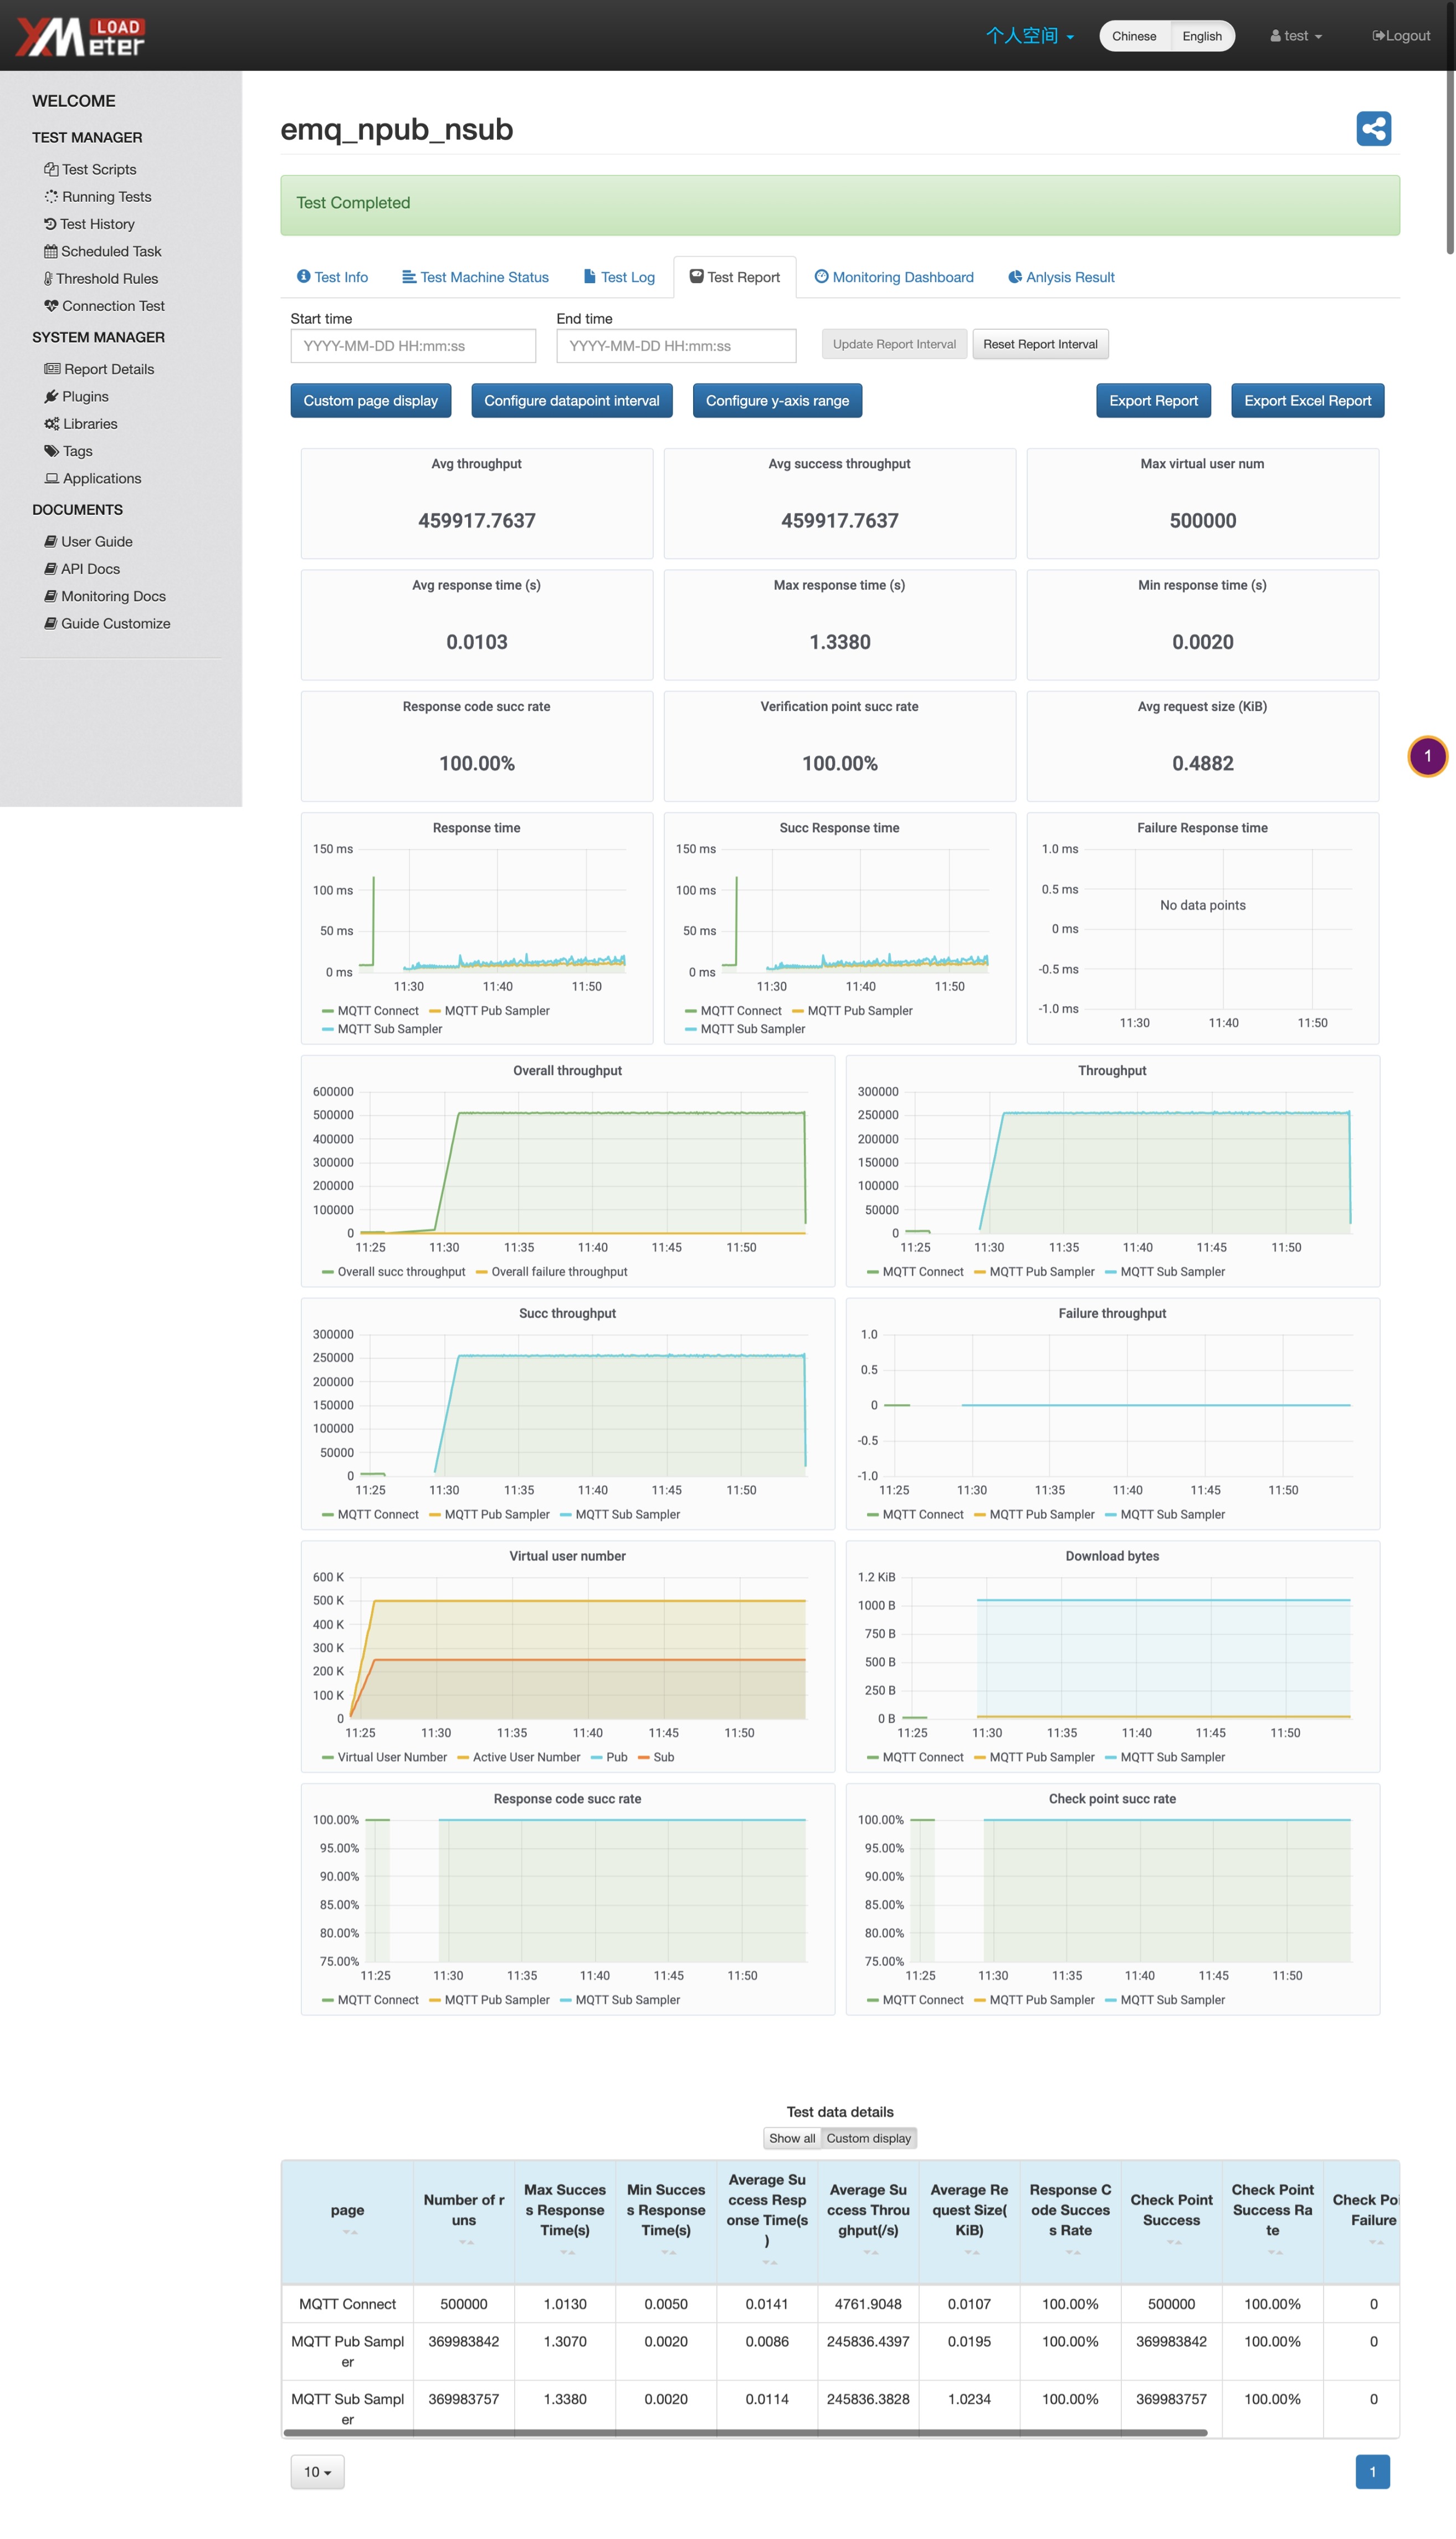 XMeter LOAD
个人空间
Chinese English
test
Logout
WELCOME
TEST MANAGER
Test Scripts
Running Tests
Test History
Scheduled Task
Threshold Rules
Connection Test
SYSTEM MANAGER
Report Details
Plugins
Libraries
Tags
Applications
DOCUMENTS
User Guide
API Docs
Monitoring Docs
Guide Customize
emq_npub_nsub
Test Completed
Test Info Test Machine Status Test Log Test Report Monitoring Dashboard Anlysis Result
Start time End time
YYYY-MM-DD HH:mm:ss YYYY-MM-DD HH:mm:ss Update Report Interval Reset Report Interval
Custom page display Configure datapoint interval Configure y-axis range Export Report Export Excel Report
Avg throughput Avg success throughput Max virtual user num
459917.7637 459917.7637 500000
Avg response time (s) Max response time (s) Min response time (s)
0.0103 1.3380 0.0020
Response code succ rate Verification point succ rate Avg request size (KiB)
100.00% 100.00% 0.4882
1
Response time
150 ms
100 ms
50 ms
0 ms
11:30 11:40 11:50
MQTT Connect MQTT Pub Sampler
MQTT Sub Sampler
Succ Response time
150 ms
100 ms
50 ms
0 ms
11:30 11:40 11:50
MQTT Connect MQTT Pub Sampler
MQTT Sub Sampler
Failure Response time
1.0 ms
0.5 ms
No data points
0 ms
-0.5 ms
-1.0 ms
11:30 11:40 11:50
Overall throughput
600000
500000
400000
300000
200000
100000
0
11:25 11:30 11:35 11:40 11:45 11:50
Overall succ throughput Overall failure throughput
Throughput
300000
250000
200000
150000
100000
50000
0
11:25 11:30 11:35 11:40 11:45 11:50
MQTT Connect MQTT Pub Sampler MQTT Sub Sampler
Succ throughput
300000
250000
200000
150000
100000
50000
0
11:25 11:30 11:35 11:40 11:45 11:50
MQTT Connect MQTT Pub Sampler MQTT Sub Sampler
Failure throughput
1.0
0.5
0
-0.5
-1.0
11:25 11:30 11:35 11:40 11:45 11:50
MQTT Connect MQTT Pub Sampler MQTT Sub Sampler
Virtual user number
600 K
500 K
400 K
300 K
200 K
100 K
0
11:25 11:30 11:35 11:40 11:45 11:50
Virtual User Number Active User Number Pub Sub
Download bytes
1.2 KiB
1000 B
750 B
500 B
250 B
0 B
11:25 11:30 11:35 11:40 11:45 11:50
MQTT Connect MQTT Pub Sampler MQTT Sub Sampler
Response code succ rate
100.00%
95.00%
90.00%
85.00%
80.00%
75.00%
11:25 11:30 11:35 11:40 11:45 11:50
MQTT Connect MQTT Pub Sampler MQTT Sub Sampler
Check point succ rate
100.00%
95.00%
90.00%
85.00%
80.00%
75.00%
11:25 11:30 11:35 11:40 11:45 11:50
MQTT Connect MQTT Pub Sampler MQTT Sub Sampler
Test data details
Show all Custom display
page
Number of r
uns
Max Succes
s Response
Time(s)
Min Succes
s Response
Time(s)
Average Su
ccess Resp
onse Time(s
)
Average Su
ccess Throu
ghput(/s)
Average Re
quest Size(
KiB)
Response C
ode Succes
s Rate
Check Point
Success
Check Point
Success Ra
te
Check Poi
Failure
MQTT Connect 500000 1.0130 0.0050 0.0141 4761.9048 0.0107 100.00% 500000 100.00% 0
MQTT Pub Sampl 369983842 1.3070 0.0020 0.0086 245836.4397 0.0195 100.00% 369983842 100.00% 0
er
MQTT Sub Sampl 369983757 1.3380 0.0020 0.0114 245836.3828 1.0234 100.00% 369983757 100.00% 0
er
10 1